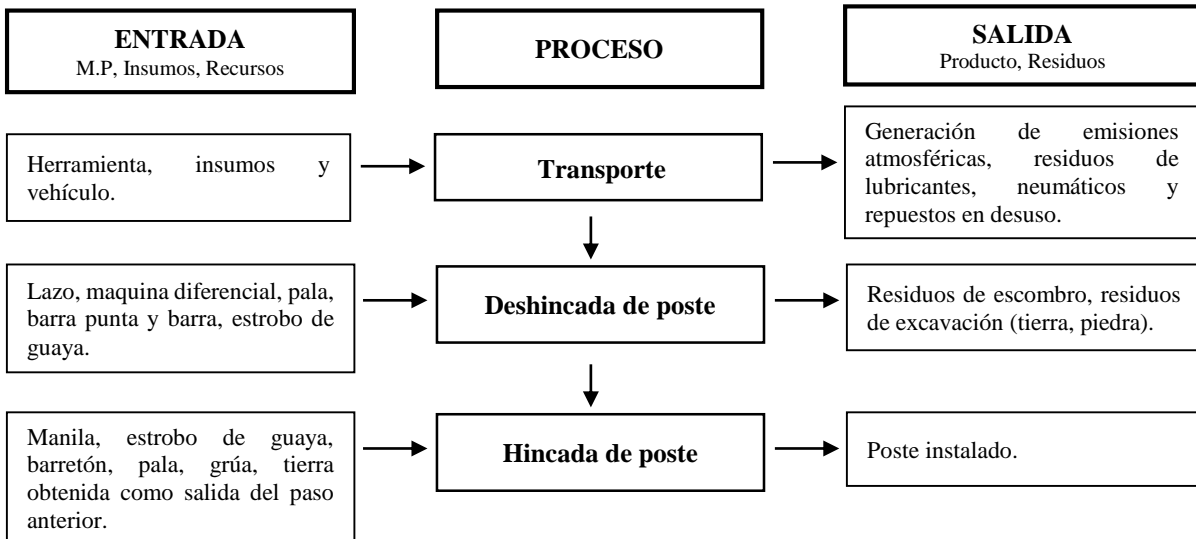 ENTRADA
M.P, Insumos, Recursos
PROCESO
SALIDA
Producto, Residuos
Herramienta, insumos y
vehículo.
Transporte
Generación de emisiones
atmosféricas, residuos de
lubricantes, neumáticos y
repuestos en desuso.
Lazo, maquina diferencial, pala,
barra punta y barra, estrobo de
guaya.
Deshincada de poste
Residuos de escombro, residuos
de excavación (tierra, piedra).
Manila, estrobo de guaya,
barretón, pala, grúa, tierra
obtenida como salida del paso
anterior.
Hincada de poste
Poste instalado.